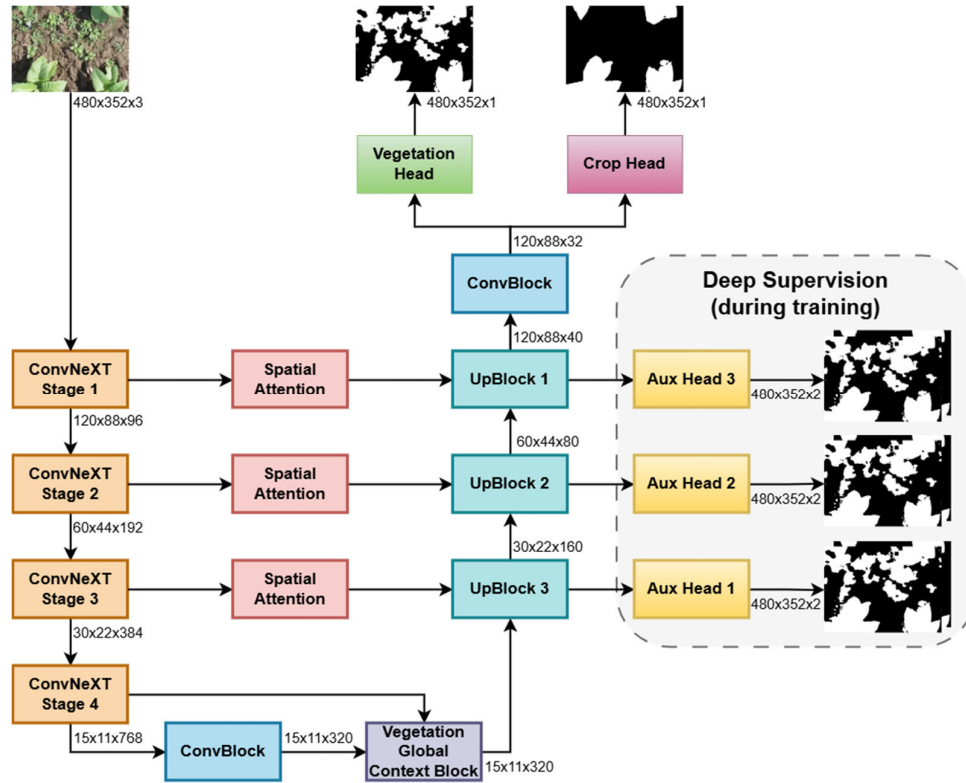 480x352x3
480x352x1
480x352x1
Vegetation
Head
Crop Head
120x88x32
ConvBlock
Deep Supervision
(during training)
120x88x40
ConvNeXT
Stage 1
Spatial
Attention
UpBlock 1
Aux Head 3
480x352x2
120x88x96
60x44x80
ConvNeXT
Stage 2
Spatial
Attention
UpBlock 2
Aux Head 2
480x352x2
60x44x192
30x22x160
ConvNeXT
Stage 3
Spatial
Attention
UpBlock 3
Aux Head 1
480x352x2
30x22x384
ConvNeXT
Stage 4
15x11x768
ConvBlock
15x11x320
Vegetation
Global
Context Block
15x11x320